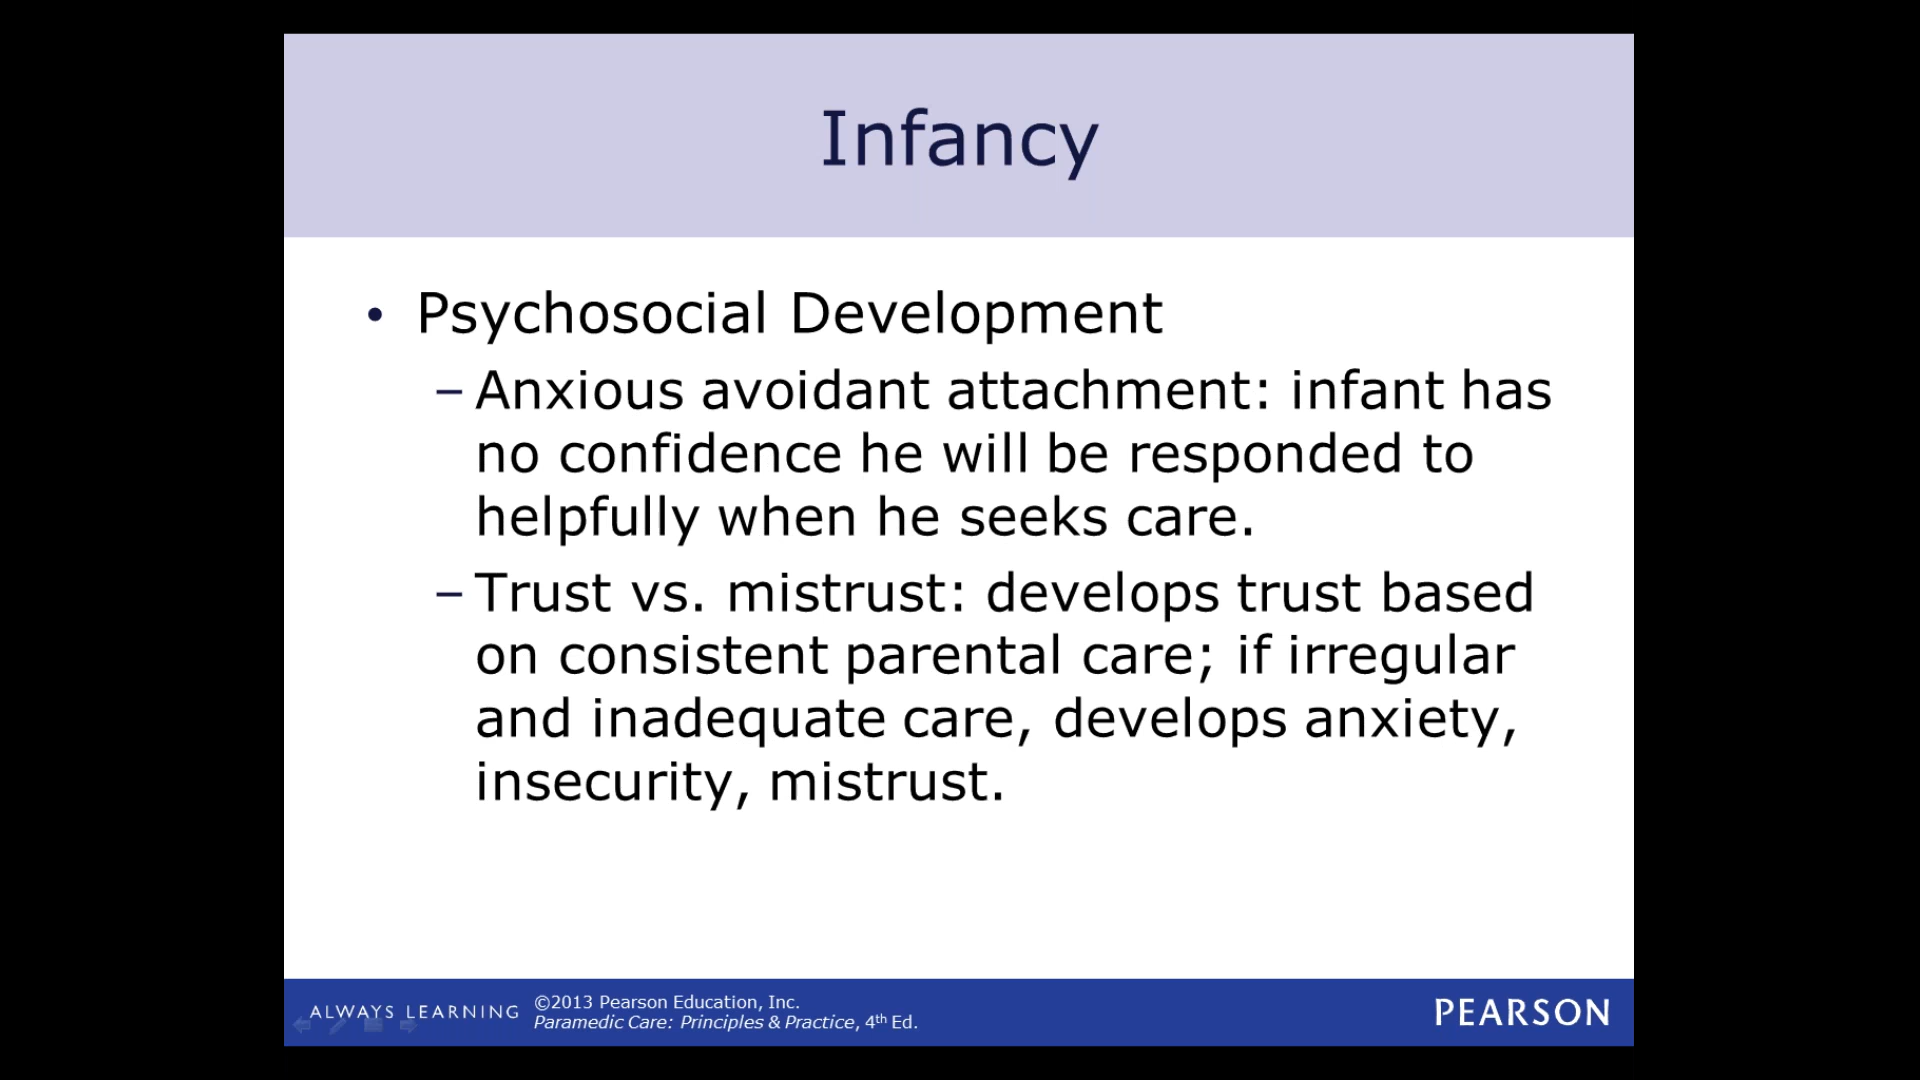 Infancy
• Psychosocial Development
– Anxious avoidant attachment: infant has
no confidence he will be responded to
helpfully when he seeks care.
– Trust vs. mistrust: develops trust based
on consistent parental care; if irregular
and inadequate care, develops anxiety,
insecurity, mistrust.
ALWAYS LEARNING
©2013 Pearson Education, Inc.
Paramedic Care: Principles & Practice, 4th Ed.
PEARSON